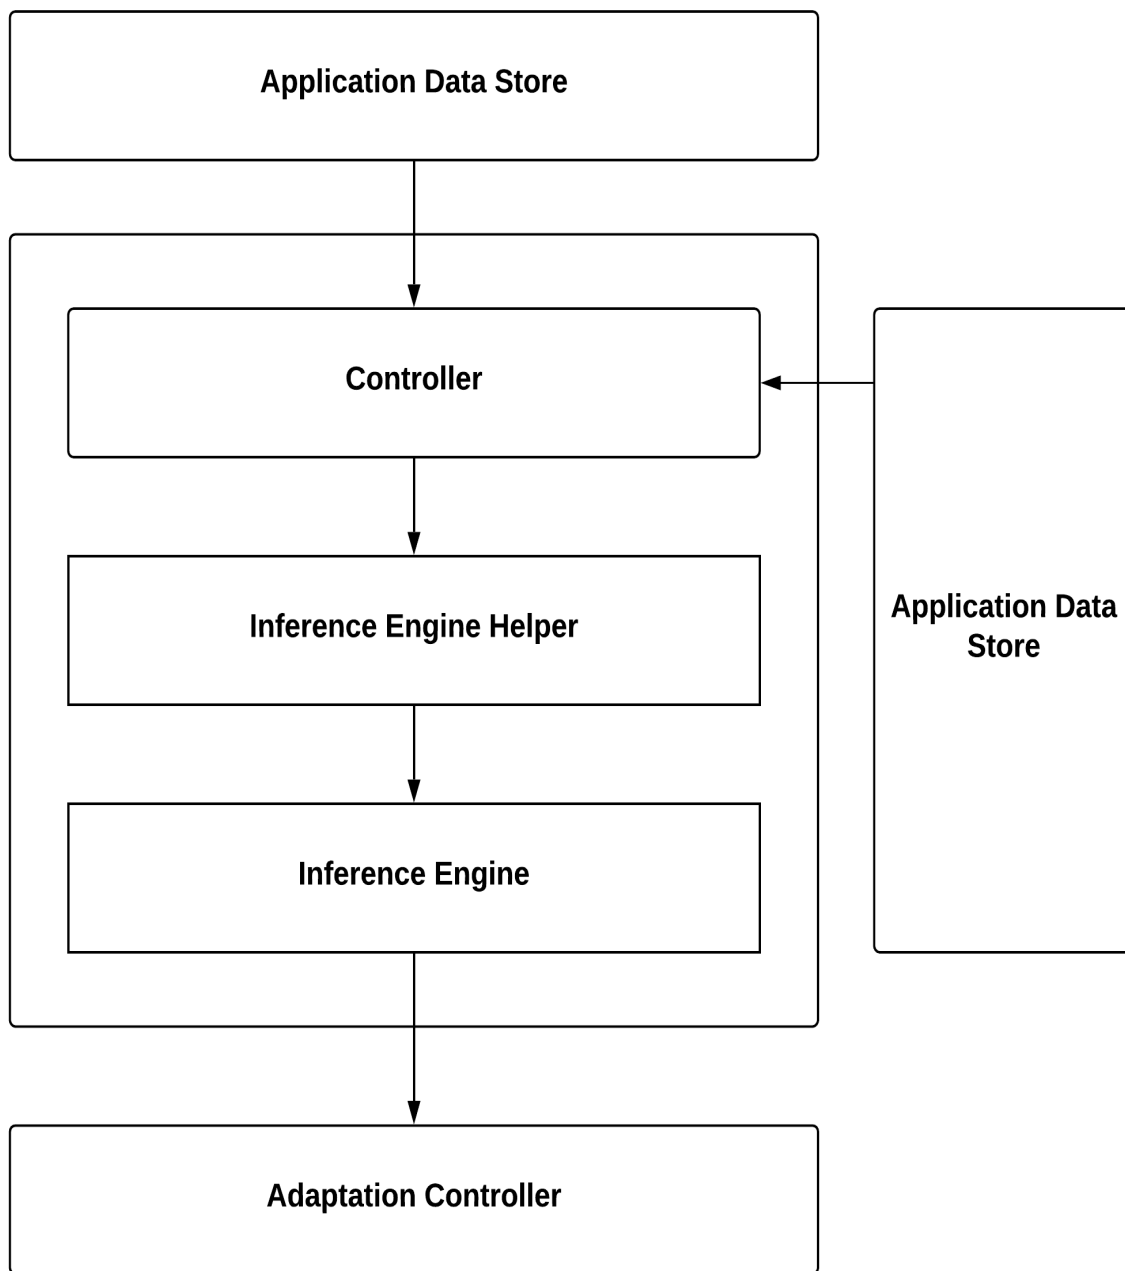 Application Data Store
Controller
Inference Engine Helper
Application Data
Store
Inference Engine
Adaptation Controller